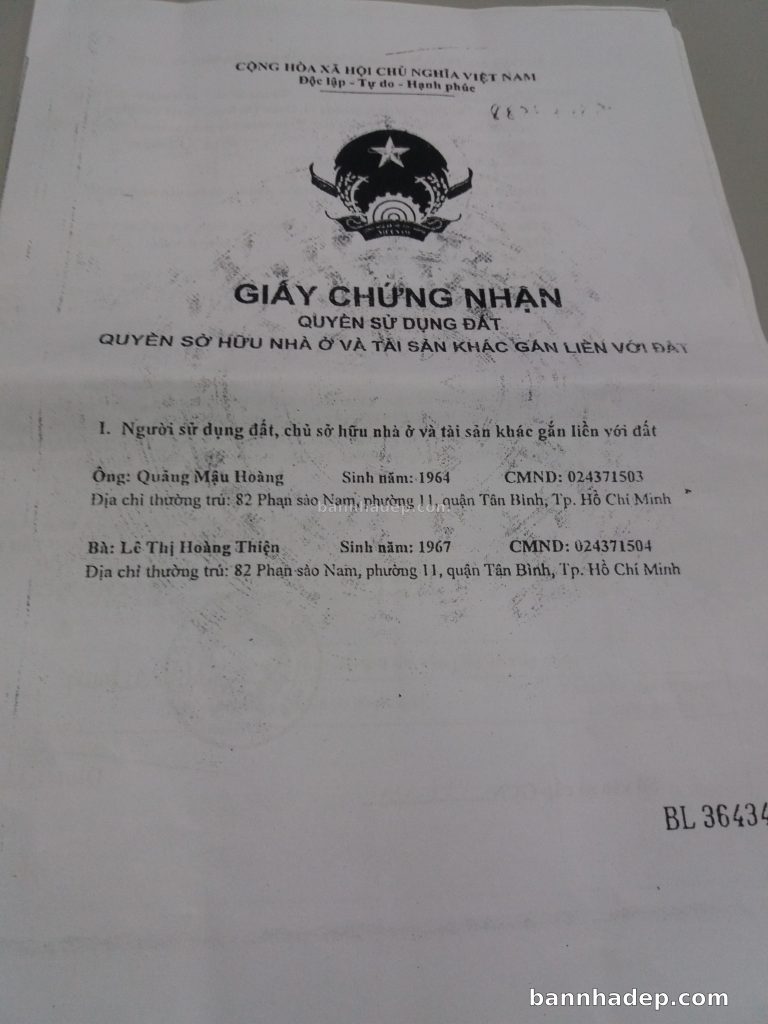 CỘNG HÒA XÃ HỘI CHỦ NGHĨA VIỆT NAM
Độc lập - Tự do - Hạnh phúc
GIẤY CHỨNG NHẬN
QUYỀN SỬ DỤNG ĐẤT
QUYỀN SỞ HỮU NHÀ Ở VÀ TÀI SẢN KHÁC GẮN LIỀN VỚI ĐẤT
I. Người sử dụng đất, chủ sở hữu nhà ở và tài sản khác gắn liền với đất
Ông: Quảng Mậu Hoàng Sinh năm: 1964 CMND: 024371503
Địa chỉ thường trú: 82 Phan sào Nam, phường 11, quận Tân Bình, Tp. Hồ Chí Minh
bannhadep.com
Bà: Lê Thị Hoàng Thiện Sinh năm: 1967 CMND: 024371504
Địa chỉ thường trú: 82 Phan sào Nam, phường 11, quận Tân Bình, Tp. Hồ Chí Minh
BL 36434
bannhadep.com